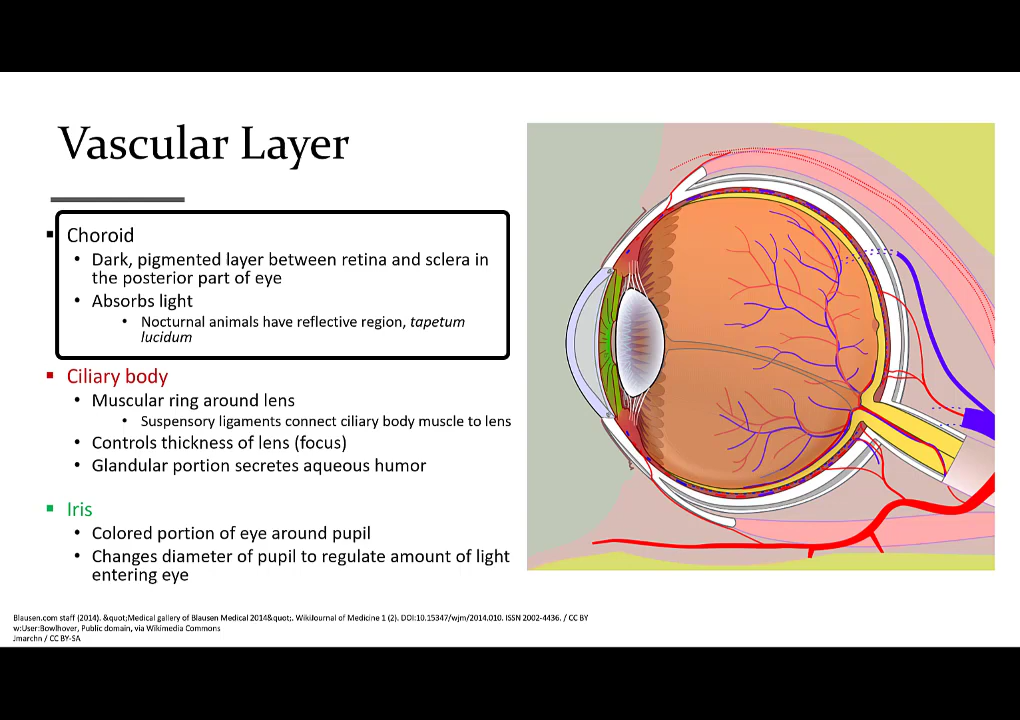 Vascular Layer
Choroid
Dark, pigmented layer between retina and sclera in
the posterior part of eye
Absorbs light
Nocturnal animals have reflective region, tapetum
lucidum
Ciliary body
Muscular ring around lens
Suspensory ligaments connect ciliary body muscle to lens
Controls thickness of lens (focus)
Glandular portion secretes aqueous humor
Iris
Colored portion of eye around pupil
Changes diameter of pupil to regulate amount of light
entering eye
Blausen.com staff (2014). &quot;Medical gallery of Blausen Medical 2014&quot;. WikiJournal of Medicine 1 (2). DOI:10.15347/wjm/2014.010. ISSN 2002-4436. / CC BY
w:User:Bowlhover, Public domain, via Wikimedia Commons
Jmarchn / CC BY-SA